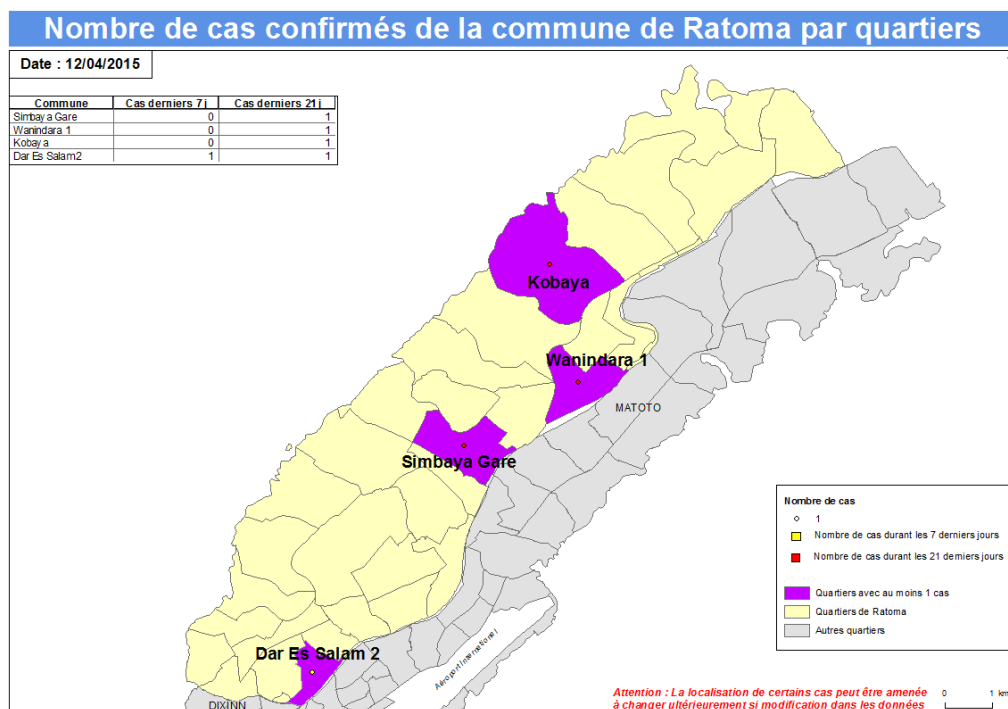 Nombre de cas confirmés de la commune de Ratoma par quartiers
Date : 12/04/2015
Commune Cas derniers 7 j Cas derniers 21 j
Simbaya Gare 0 1
Wanindara 1 0 1
Kobaya 0 1
Dar Es Salam2 1 1
Kobaya
Wanindara 1
MATOTO
Simbaya Gare
Dar Es Salam 2
DIXINN
Aéroport International
Nombre de cas
1
Nombre de cas durant les 7 derniers jours
Nombre de cas durant les 21 derniers jours
Quartiers avec au moins 1 cas
Quartiers de Ratoma
Autres quartiers
Attention : La localisation de certains cas peut être amenée
à changer ultérieurement si modification dans les données
0 1 km